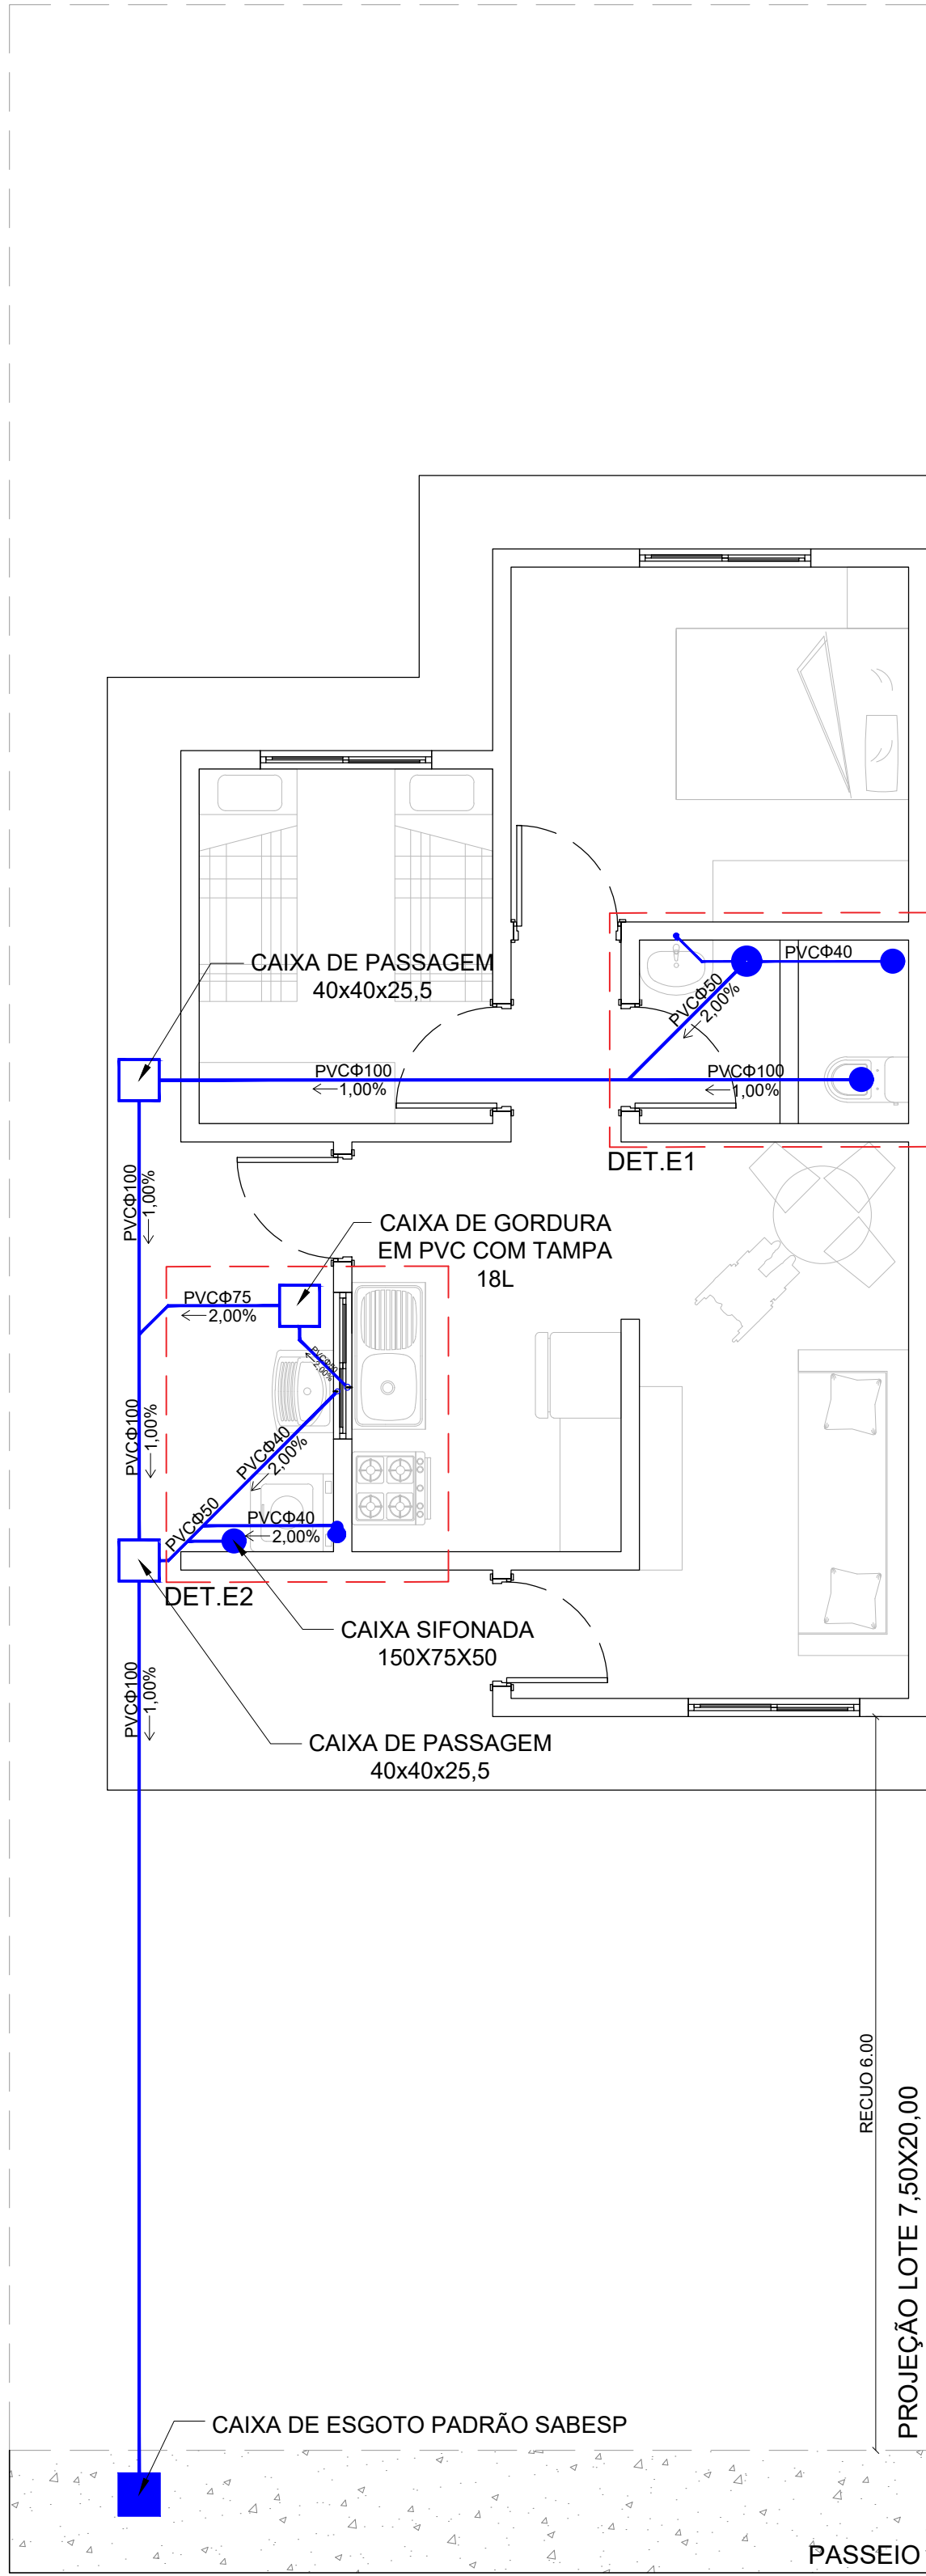 PVCΦ40
CAIXA DE PASSAGEM
40x40x25,5
PVCΦ50
2,00%
PVCΦ100
1,00%
PVCΦ100
1,00%
DET.E1
PVCΦ100
1,00%
CAIXA DE GORDURA
EM PVC COM TAMPA
18L
PVCΦ75
2,00%
2,00%
PVCΦ100
1,00%
PVCΦ40
2,00%
PVCΦ50
PVCΦ40
2,00%
DET.E2
CAIXA SIFONADA
150X75X50
PVCΦ100
1,00%
CAIXA DE PASSAGEM
40x40x25,5
RECUO 6.00
PROJEÇÃO LOTE 7,50X20,00
CAIXA DE ESGOTO PADRÃO SABESP
PASSEIO